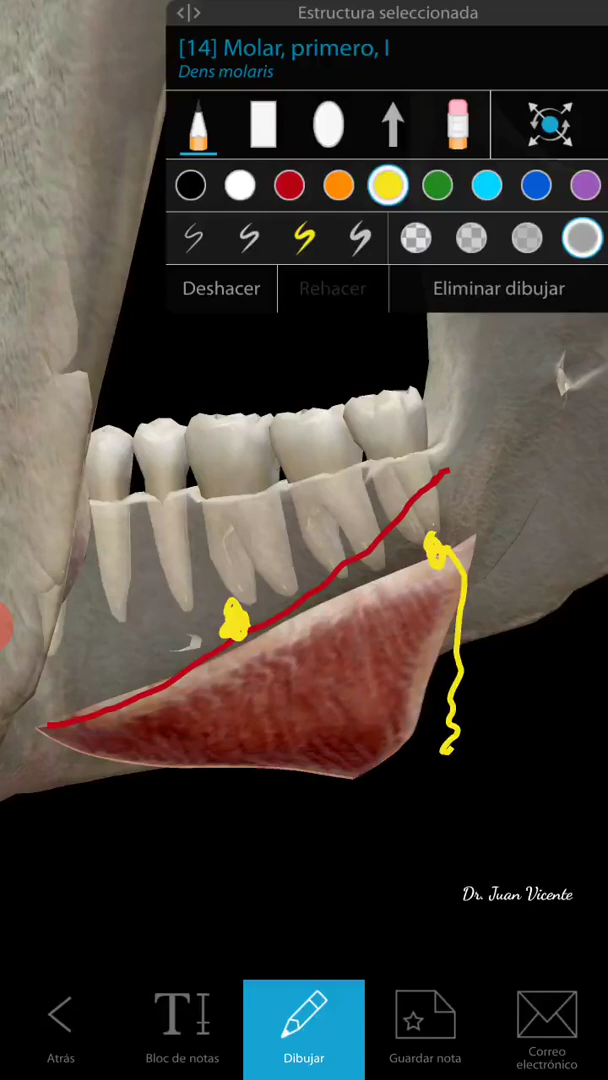 Estructura seleccionada
[14] Molar, primero, I
Dens molaris
Deshacer
Rehacer
Eliminar dibujar
Dr. Juan Vicente
Atrás
Bloc de notas
Dibujar
Guardar nota
Correo
electrónico